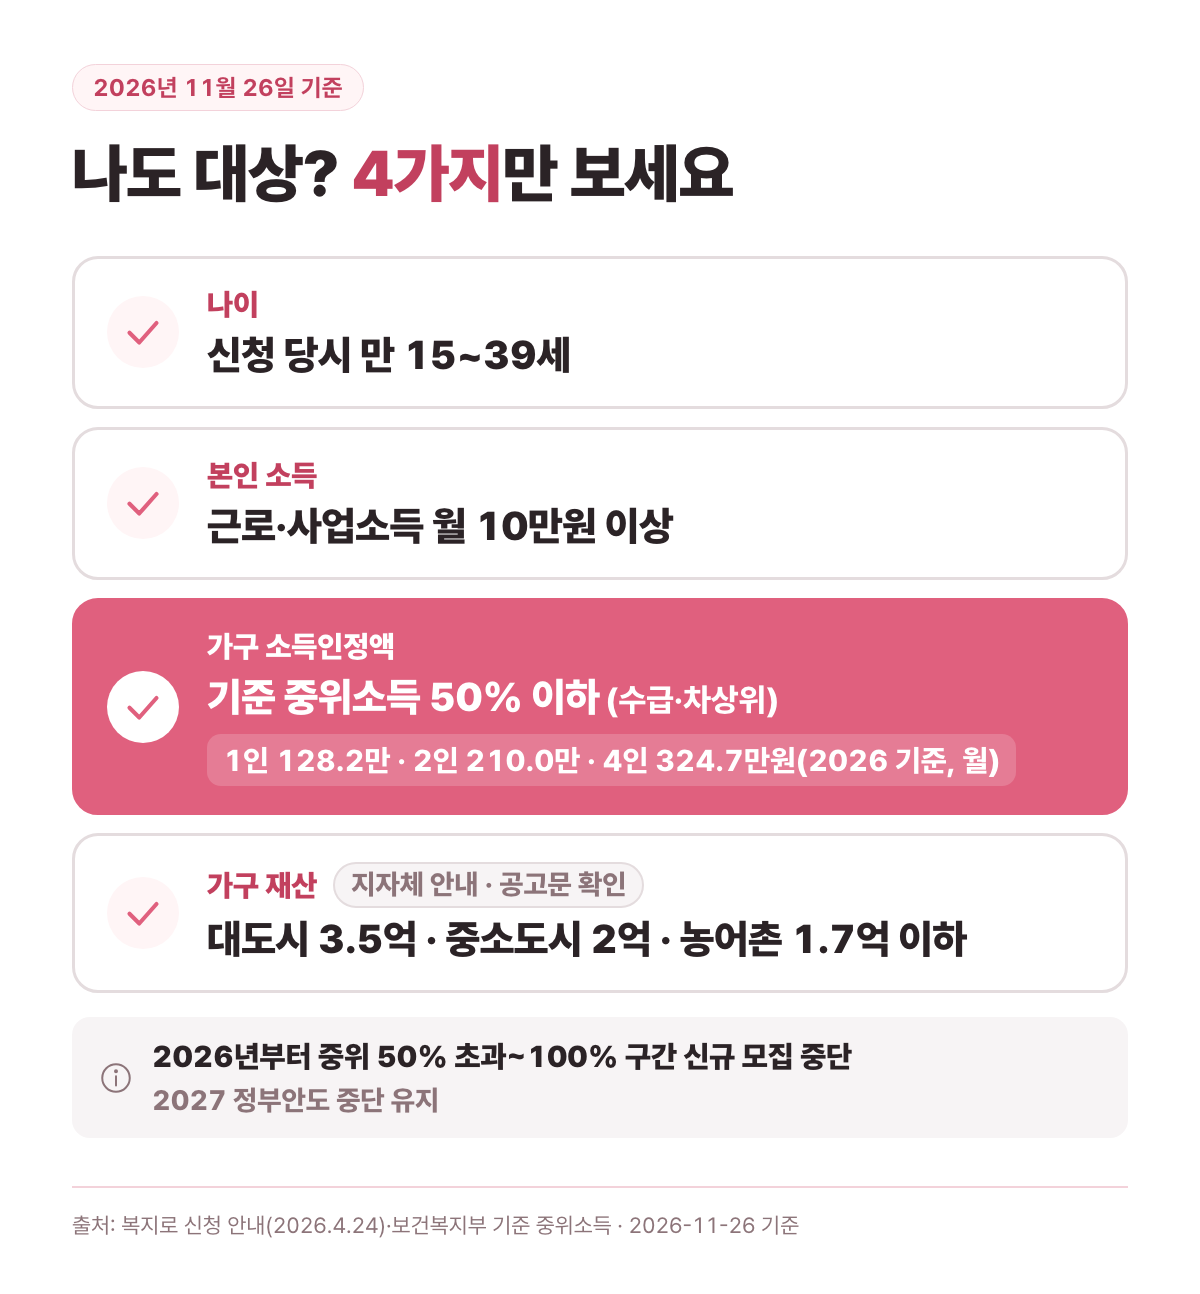 2026년 11월 26일 기준
나도 대상? 4가지만 보세요
나이
신청 당시 만 15~39세
본인 소득
근로·사업소득 월 10만원 이상
가구 소득인정액
기준 중위소득 50% 이하 (수급·차상위)
1인 128.2만 · 2인 210.0만 · 4인 324.7만원(2026 기준, 월)
가구 재산 지자체 안내 · 공고문 확인
대도시 3.5억 · 중소도시 2억 · 농어촌 1.7억 이하
2026년부터 중위 50% 초과~100% 구간 신규 모집 중단
2027 정부안도 중단 유지
출처: 복지로 신청 안내(2026.4.24)·보건복지부 기준 중위소득 · 2026-11-26 기준